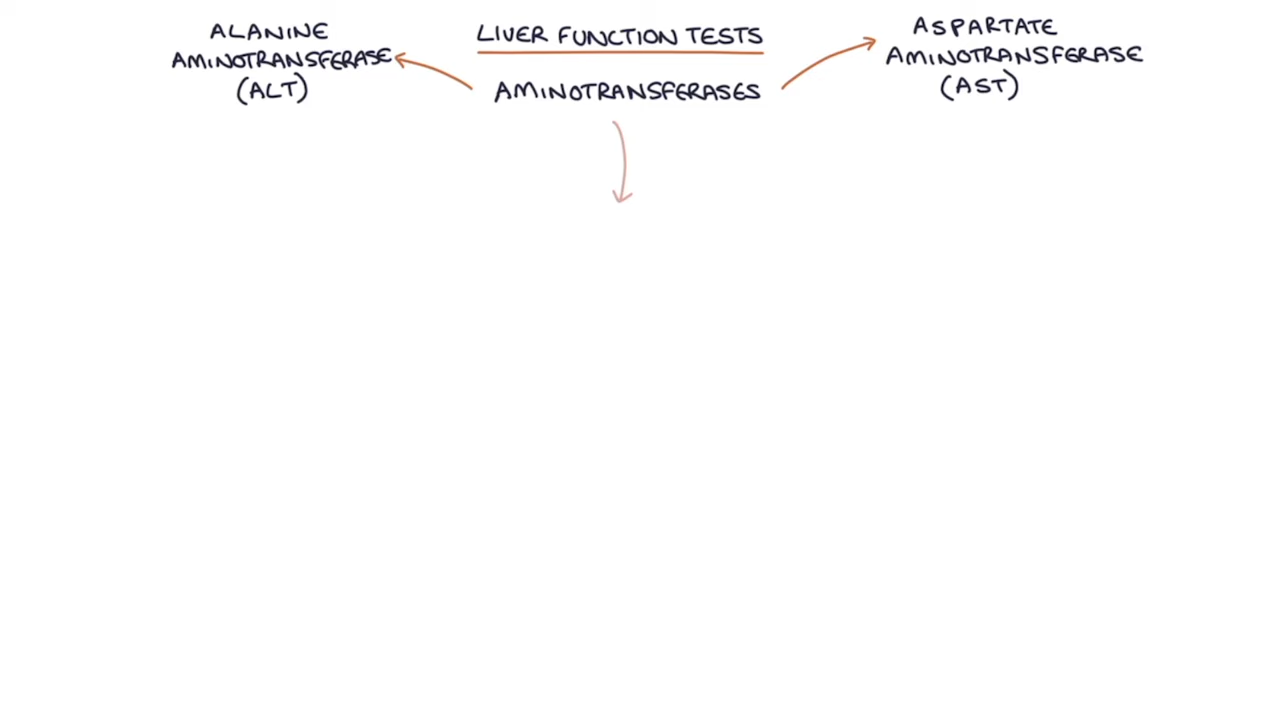 ALANINE
AMINOTRANSFERASE
(ALT)
LIVER FUNCTION TESTS
AMINOTRANSFERASES
ASPARTATE
AMINOTRANSFERASE
(AST)